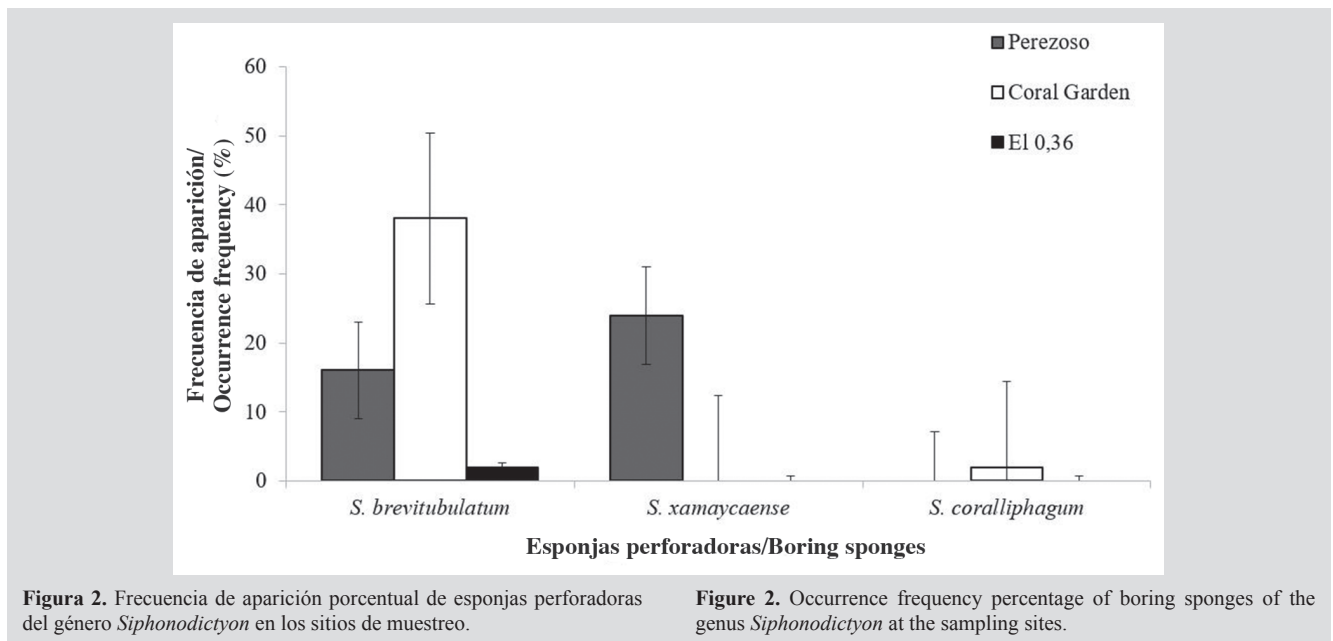 Perezoso
Coral Garden
El 0,36
Frecuencia de aparición/
Occurrence frequency (%)
60
50
40
30
20
10
0
S. brevitubulatum
S. xamaycaense
S. coralliphagum
Esponjas perforadoras/Boring sponges
Figura 2. Frecuencia de aparición porcentual de esponjas perforadoras
del género Siphonodictyon en los sitios de muestreo.
Figure 2. Occurrence frequency percentage of boring sponges of the
genus Siphonodictyon at the sampling sites.